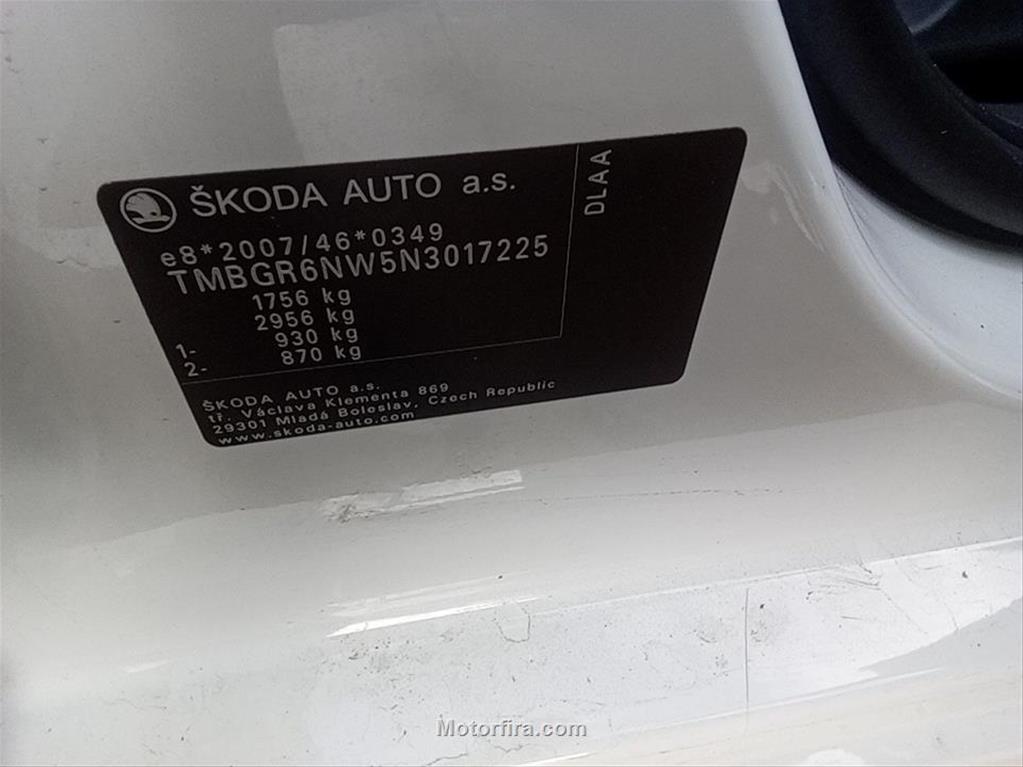 ŠKODA AUTO a.s.
DLAA
e8*2007/46*0349
TMBGR6NW5N3017225
1756 kg
2956 kg
1- 930 kg
2- 870 kg
ŠKODA AUTO a.s.
tř. Václava Klementa 869
29301 Mladá Boleslav, Czech Republic
www.skoda-auto.com
Motorfira.com